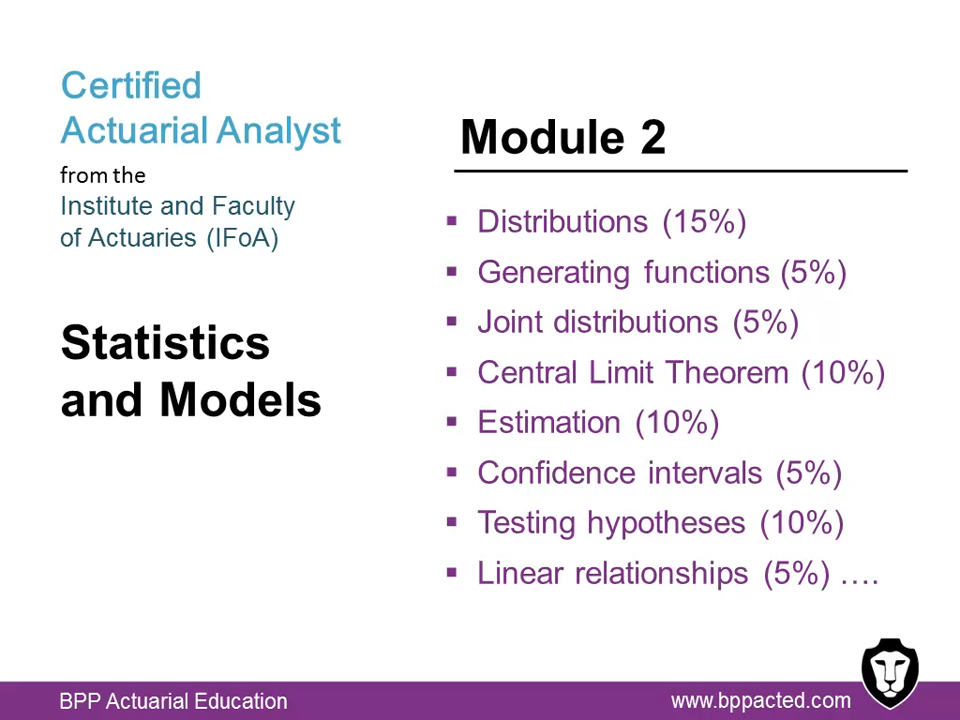 Certified
Actuarial Analyst
from the
Institute and Faculty
of Actuaries (IFoA)
Statistics
and Models
Module 2
▪ Distributions (15%)
▪ Generating functions (5%)
▪ Joint distributions (5%)
▪ Central Limit Theorem (10%)
▪ Estimation (10%)
▪ Confidence intervals (5%)
▪ Testing hypotheses (10%)
▪ Linear relationships (5%) ….
BPP Actuarial Education
www.bppacted.com